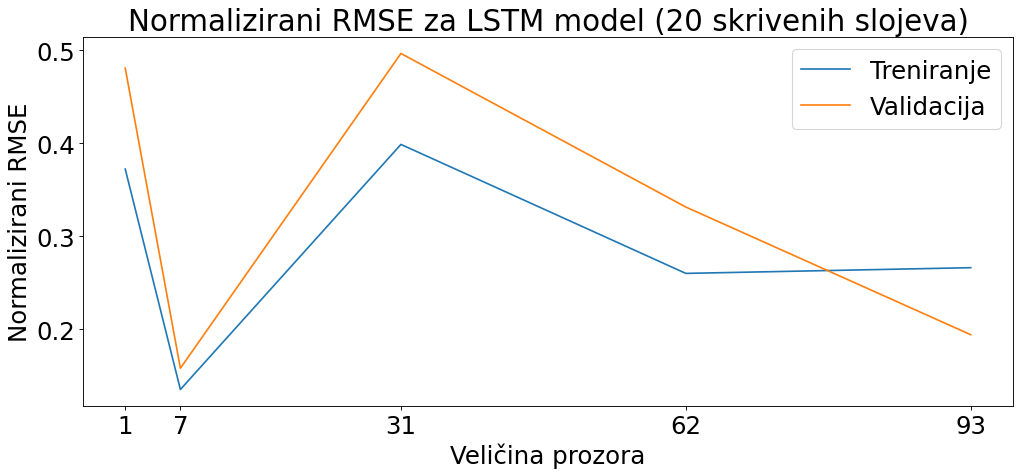 Normalizirani RMSE za LSTM model (20 skrivenih slojeva)
Normalizirani RMSE
0.5
0.4
0.3
0.2
Treniranje
Validacija
1 7 31 62 93
Veličina prozora